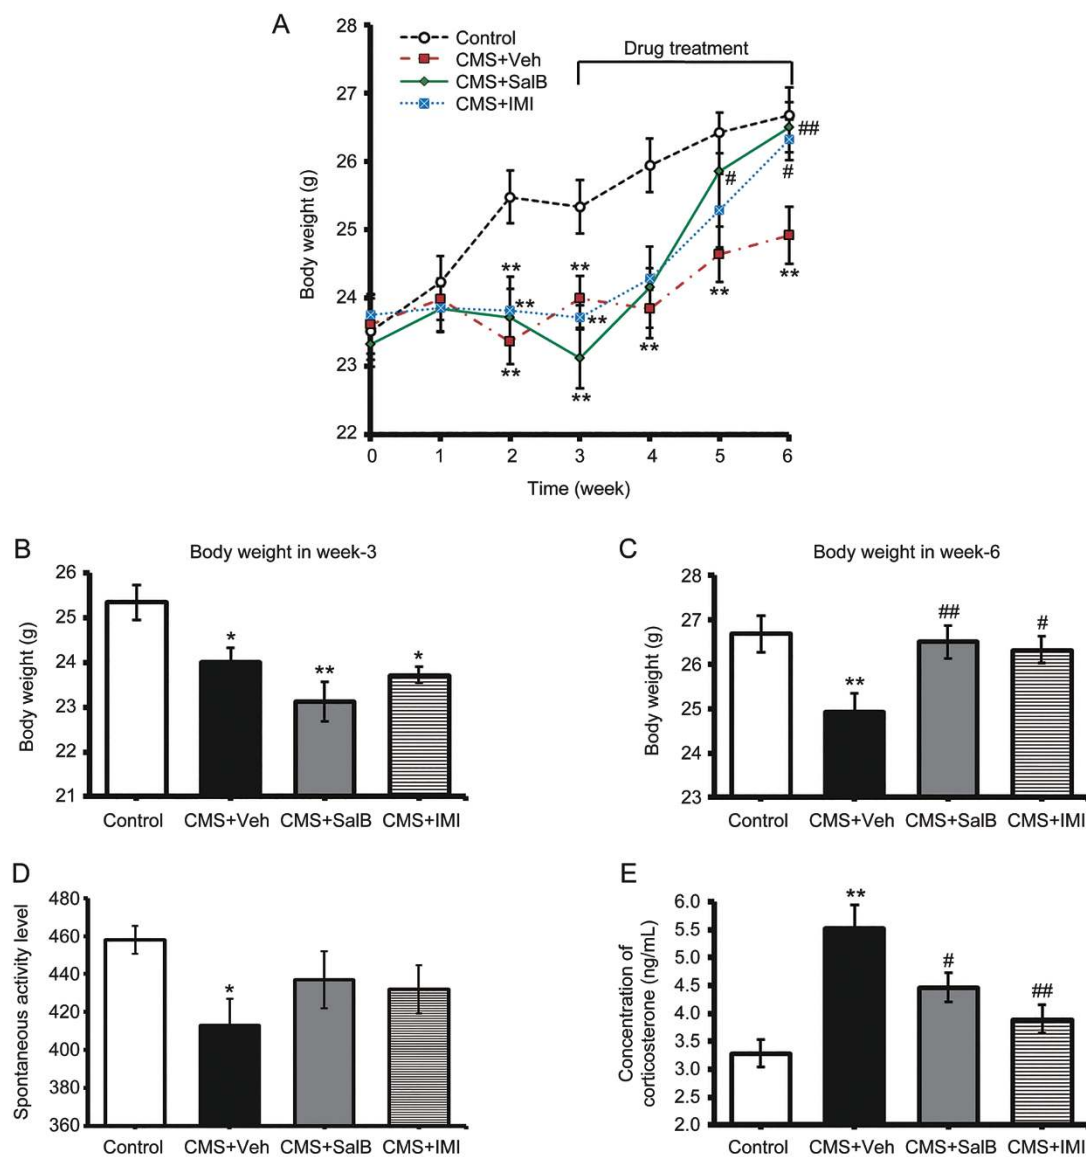 A
Control
CMS+Veh
CMS+SalB
CMS+IMI
Drug treatment
Body weight (g)
28
27
26
25
24
23
22
** ** ** ** ** ** ** ** ** **
# ## #
0 1 2 3 4 5 6
Time (week)
B
Body weight in week-3
Body weight (g)
26
25
24
23
22
21
* ** *
Control CMS+Veh CMS+SalB CMS+IMI
C
Body weight in week-6
Body weight (g)
28
27
26
25
24
23
** ## #
Control CMS+Veh CMS+SalB CMS+IMI
D
Spontaneous activity level
480
460
440
420
400
380
360
*
Control CMS+Veh CMS+SalB CMS+IMI
E
Concentration of
corticosterone (ng/mL)
6.0
5.5
5.0
4.5
4.0
3.5
3.0
2.5
2.0
** # ##
Control CMS+Veh CMS+SalB CMS+IMI